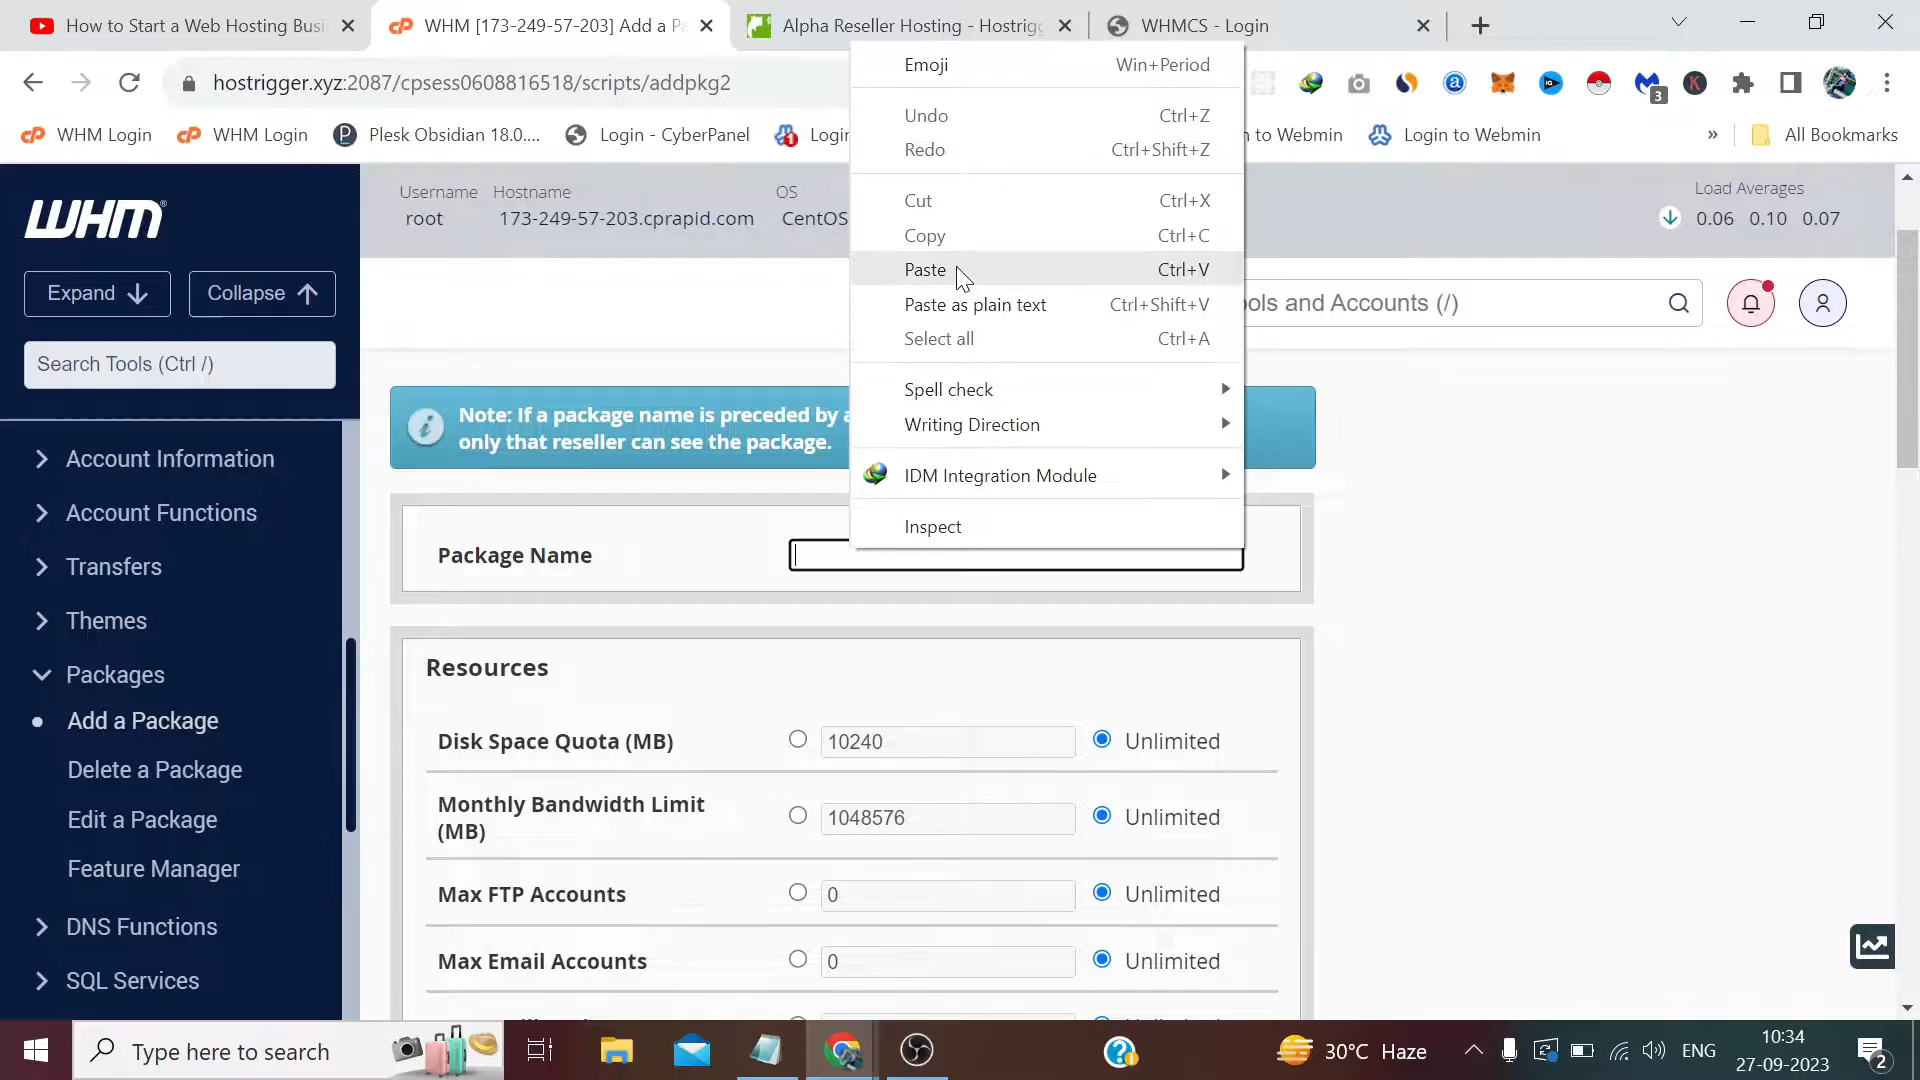 How to Start a Web Hosting Busi
WHM [173-249-57-203] Add a Pa
Alpha Reseller Hosting - Hostrigg
WHMCS - Login
hostrigger.xyz:2087/cpsess0608816518/scripts/addpkg2
3
WHM Login
WHM Login
Plesk Obsidian 18.0....
Login - CyberPanel
1
Login
n to Webmin
Login to Webmin
»
All Bookmarks
Emoji Win+Period
Undo Ctrl+Z
Redo Ctrl+Shift+Z
Cut Ctrl+X
Copy Ctrl+C
Paste Ctrl+V
Paste as plain text Ctrl+Shift+V
Select all Ctrl+A
Spell check
Writing Direction
IDM Integration Module
Inspect
WHM®
Expand
Collapse
Search Tools (Ctrl /)
Account Information
Account Functions
Transfers
Themes
Packages
Add a Package
Delete a Package
Edit a Package
Feature Manager
DNS Functions
SQL Services
Username Hostname OS
root 173-249-57-203.cprapid.com CentOS
Load Averages
0.06 0.10 0.07
ools and Accounts (/)
Note: If a package name is preceded by a
only that reseller can see the package.
Package Name
Resources
Disk Space Quota (MB) 10240 Unlimited
Monthly Bandwidth Limit
(MB) 1048576 Unlimited
Max FTP Accounts 0 Unlimited
Max Email Accounts 0 Unlimited
Type here to search
30°C Haze
ENG
10:34
27-09-2023
2